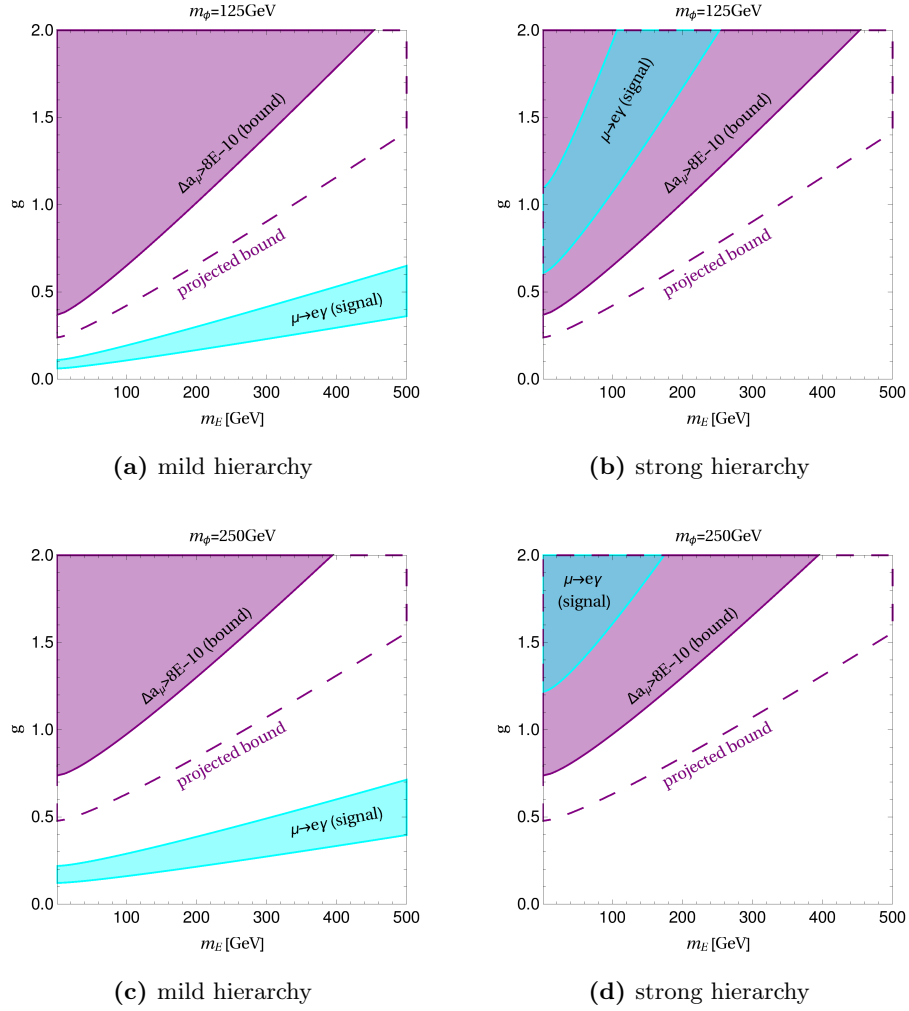 mϕ=125GeV
2.0
1.5
1.0
0.5
0.0
g
Δaμ>8E-10 (bound)
projected bound
μ→eγ (signal)
100 200 300 400 500
mE [GeV]
(a) mild hierarchy
mϕ=125GeV
2.0
1.5
1.0
0.5
0.0
g
μ→eγ (signal)
Δaμ>8E-10 (bound)
projected bound
100 200 300 400 500
mE [GeV]
(b) strong hierarchy
mϕ=250GeV
2.0
1.5
1.0
0.5
0.0
g
Δaμ>8E-10 (bound)
projected bound
μ→eγ (signal)
100 200 300 400 500
mE [GeV]
(c) mild hierarchy
mϕ=250GeV
2.0
1.5
1.0
0.5
0.0
g
μ→eγ
(signal)
Δaμ>8E-10 (bound)
projected bound
100 200 300 400 500
mE [GeV]
(d) strong hierarchy